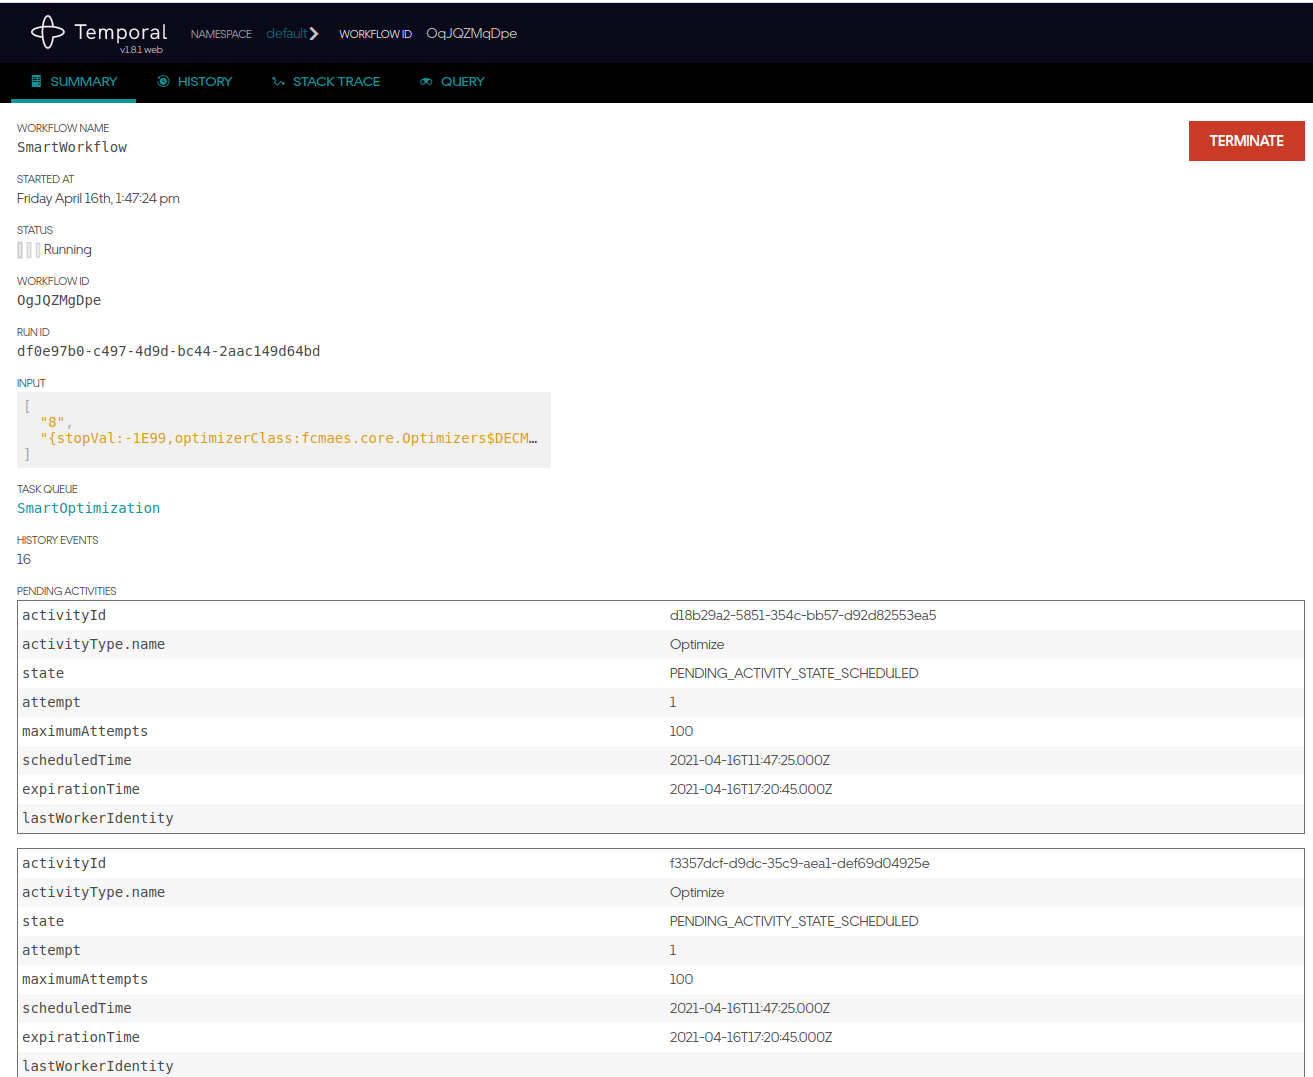 Temporal
v1.8.1 web
NAMESPACE default WORKFLOW ID OgJQZMgDpe
SUMMARY HISTORY STACK TRACE QUERY
WORKFLOW NAME
SmartWorkflow
TERMINATE
STARTED AT
Friday April 16th, 1:47:24 pm
STATUS
Running
WORKFLOW ID
OgJQZMgDpe
RUN ID
df0e97b0-c497-4d9d-bc44-2aac149d64bd
INPUT
[
"8",
"{stopVal:-1E99,optimizerClass:fcmaes.core.Optimizers$DECM…
]
TASK QUEUE
SmartOptimization
HISTORY EVENTS
16
PENDING ACTIVITIES
activityId d18b29a2-5851-354c-bb57-d92d82553ea5
activityType.name Optimize
state PENDING_ACTIVITY_STATE_SCHEDULED
attempt 1
maximumAttempts 100
scheduledTime 2021-04-16T11:47:25.000Z
expirationTime 2021-04-16T17:20:45.000Z
lastWorkerIdentity
activityId f3357dcf-d9dc-35c9-aea1-def69d04925e
activityType.name Optimize
state PENDING_ACTIVITY_STATE_SCHEDULED
attempt 1
maximumAttempts 100
scheduledTime 2021-04-16T11:47:25.000Z
expirationTime 2021-04-16T17:20:45.000Z
lastWorkerIdentity